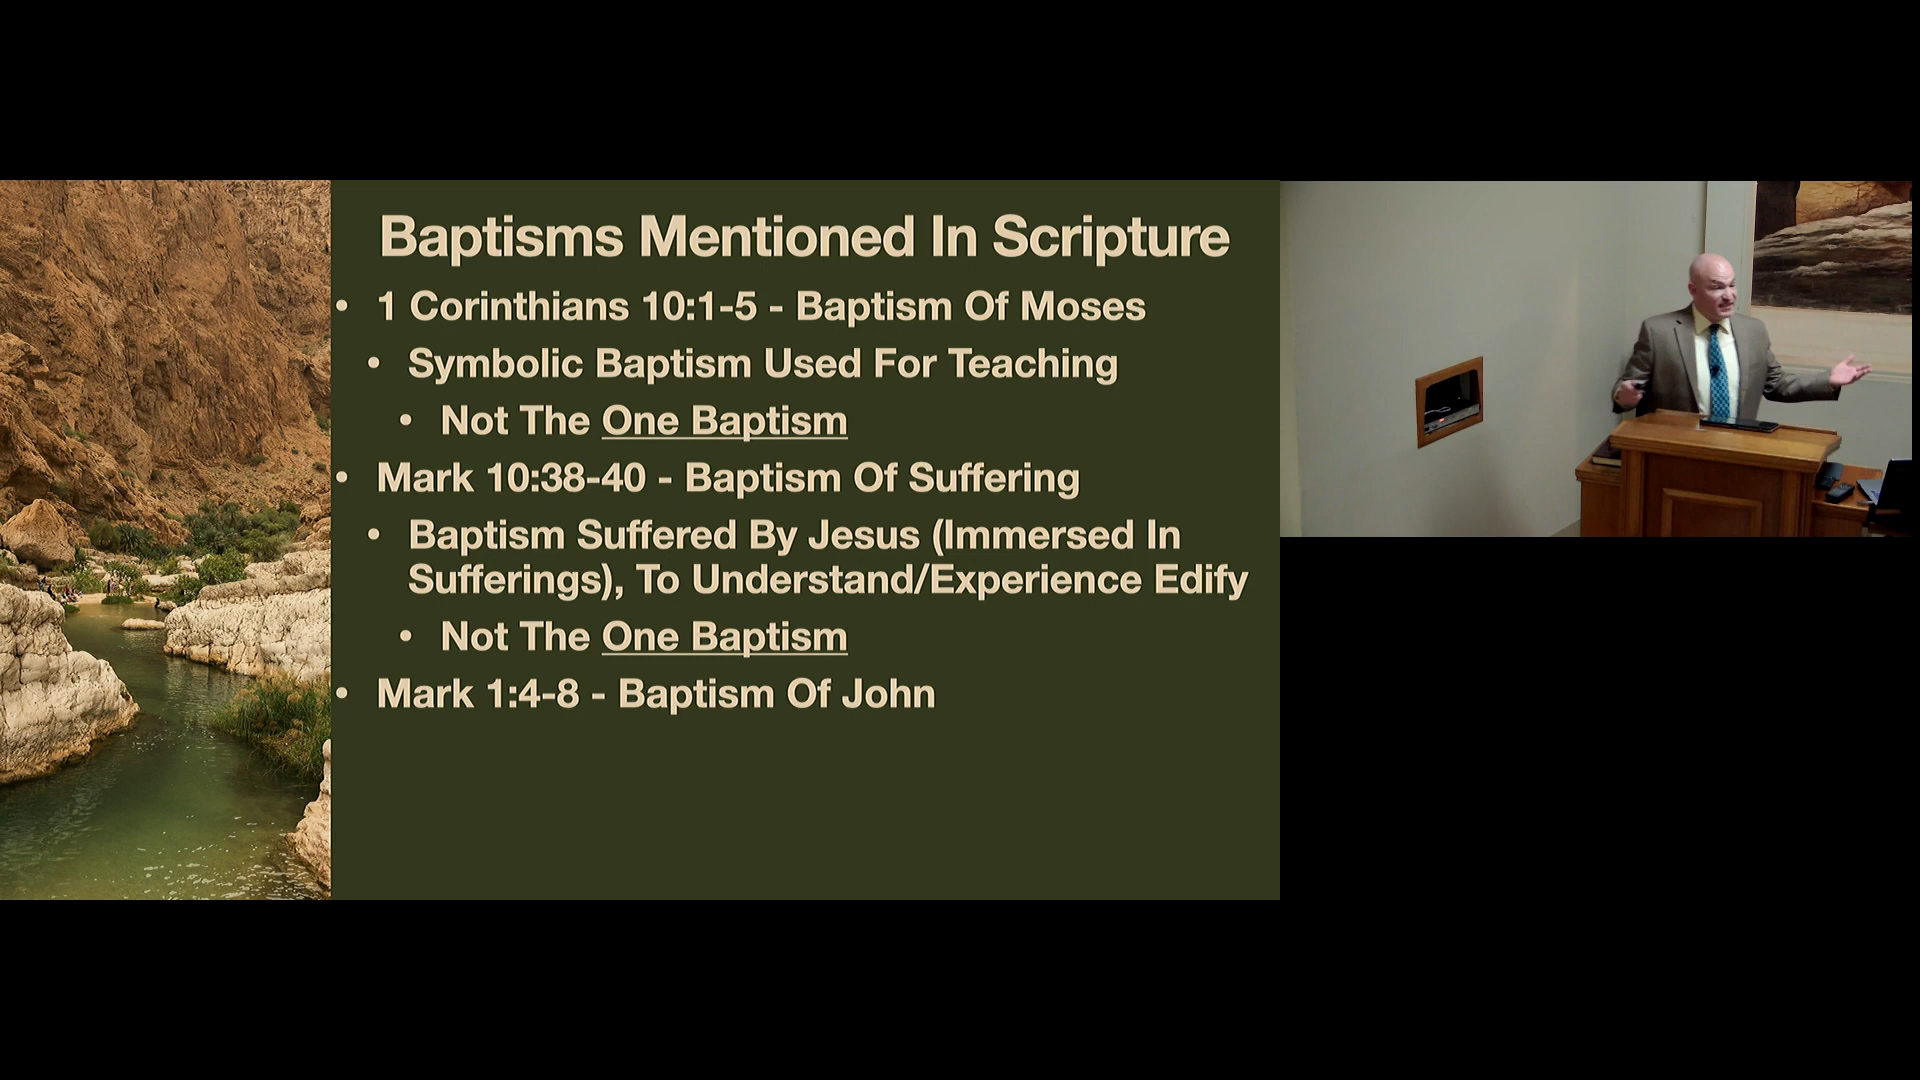 Baptisms Mentioned In Scripture
• 1 Corinthians 10:1-5 - Baptism Of Moses
• Symbolic Baptism Used For Teaching
• Not The One Baptism
• Mark 10:38-40 - Baptism Of Suffering
• Baptism Suffered By Jesus (Immersed In
Sufferings), To Understand/Experience Edify
• Not The One Baptism
• Mark 1:4-8 - Baptism Of John